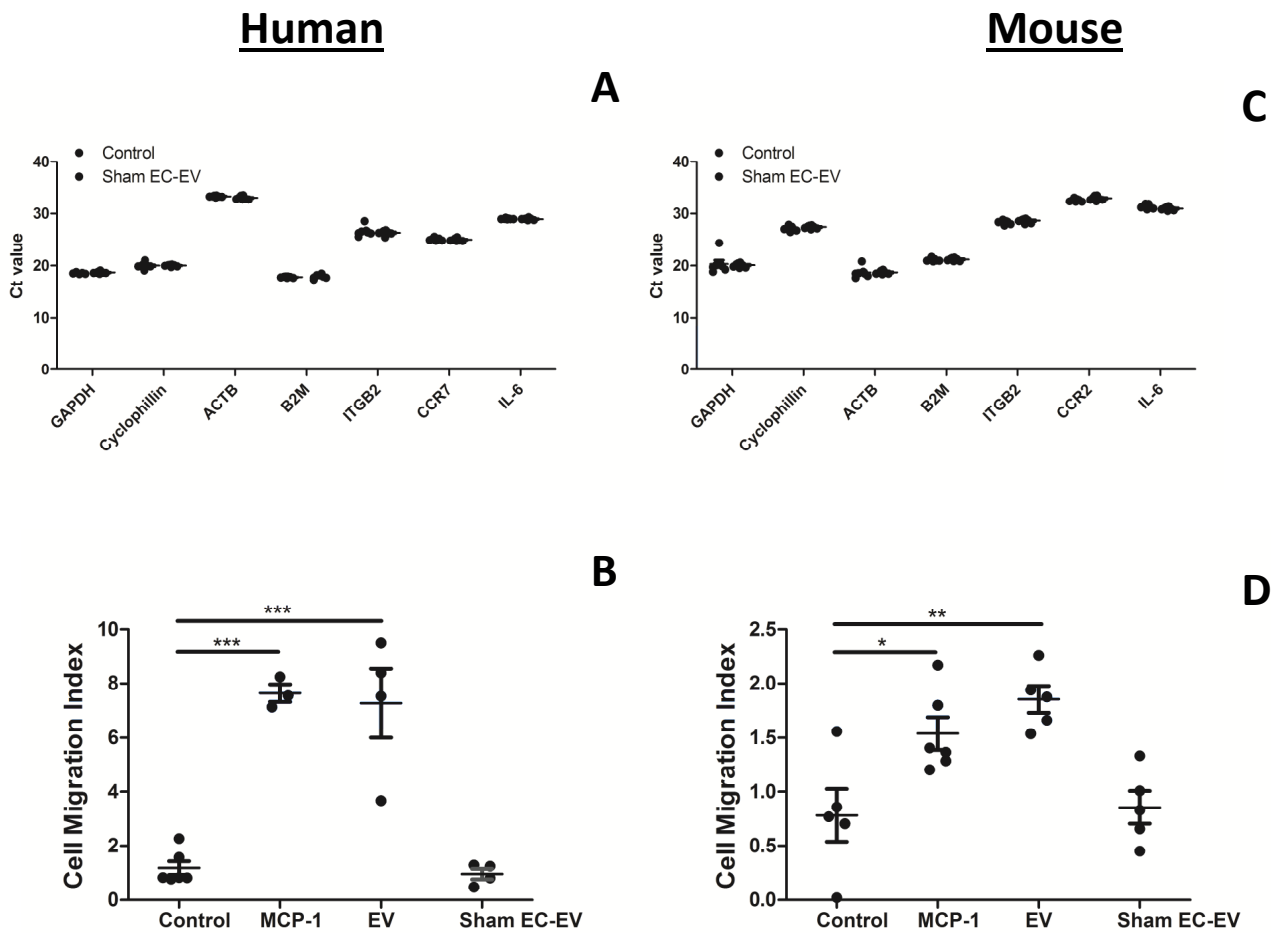 Human
Mouse
A
Control
Sham EC-EV
40
30
20
10
0
Ct value
GAPDH
Cyclophillin
ACTB
B2M
ITGB2
CCR7
IL-6
C
Control
Sham EC-EV
40
30
20
10
0
Ct value
GAPDH
Cyclophillin
ACTB
B2M
ITGB2
CCR2
IL-6
B
***
***
10
8
6
4
2
0
Cell Migration Index
Control
MCP-1
EV
Sham EC-EV
D
**
*
2.5
2.0
1.5
1.0
0.5
0.0
Cell Migration Index
Control
MCP-1
EV
Sham EC-EV